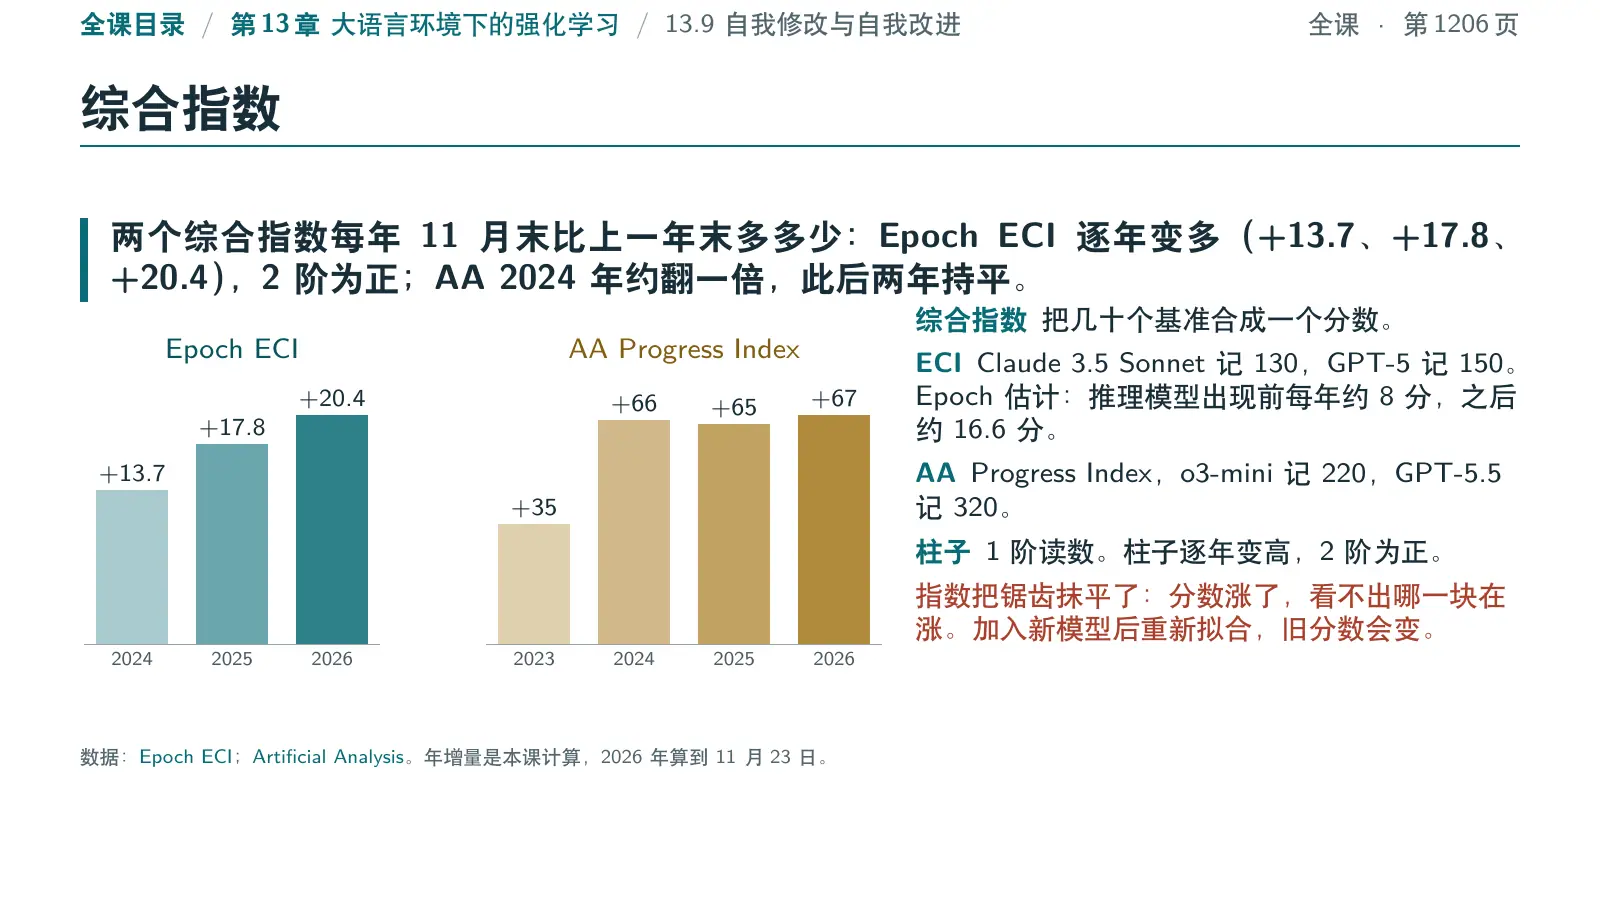 全课目录 / 第 13 章 大语言环境下的强化学习 / 13.9 自我修改与自我改进
全课 · 第 1206 页
综合指数
两个综合指数每年 11 月末比上一年末多多少：Epoch ECI 逐年变多（+13.7、+17.8、
+20.4），2 阶为正；AA 2024 年约翻一倍，此后两年持平。
Epoch ECI
+13.7
+17.8
+20.4
2024 2025 2026
AA Progress Index
+35
+66
+65
+67
2023 2024 2025 2026
综合指数 把几十个基准合成一个分数。
ECI Claude 3.5 Sonnet 记 130，GPT-5 记 150。
Epoch 估计：推理模型出现前每年约 8 分，之后
约 16.6 分。
AA Progress Index，o3-mini 记 220，GPT-5.5
记 320。
柱子 1 阶读数。柱子逐年变高，2 阶为正。
指数把锯齿抹平了：分数涨了，看不出哪一块在
涨。加入新模型后重新拟合，旧分数会变。
数据：Epoch ECI；Artificial Analysis。年增量是本课计算，2026 年算到 11 月 23 日。